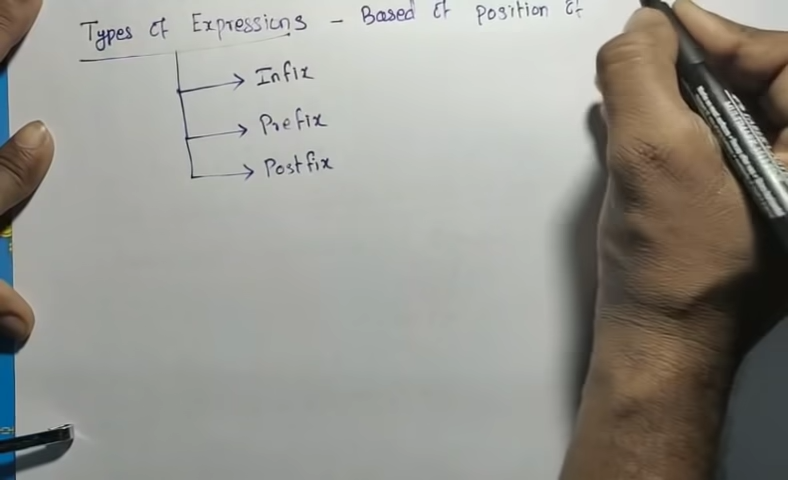 Types of Expressions - Based of position of
Infix
Prefix
Postfix